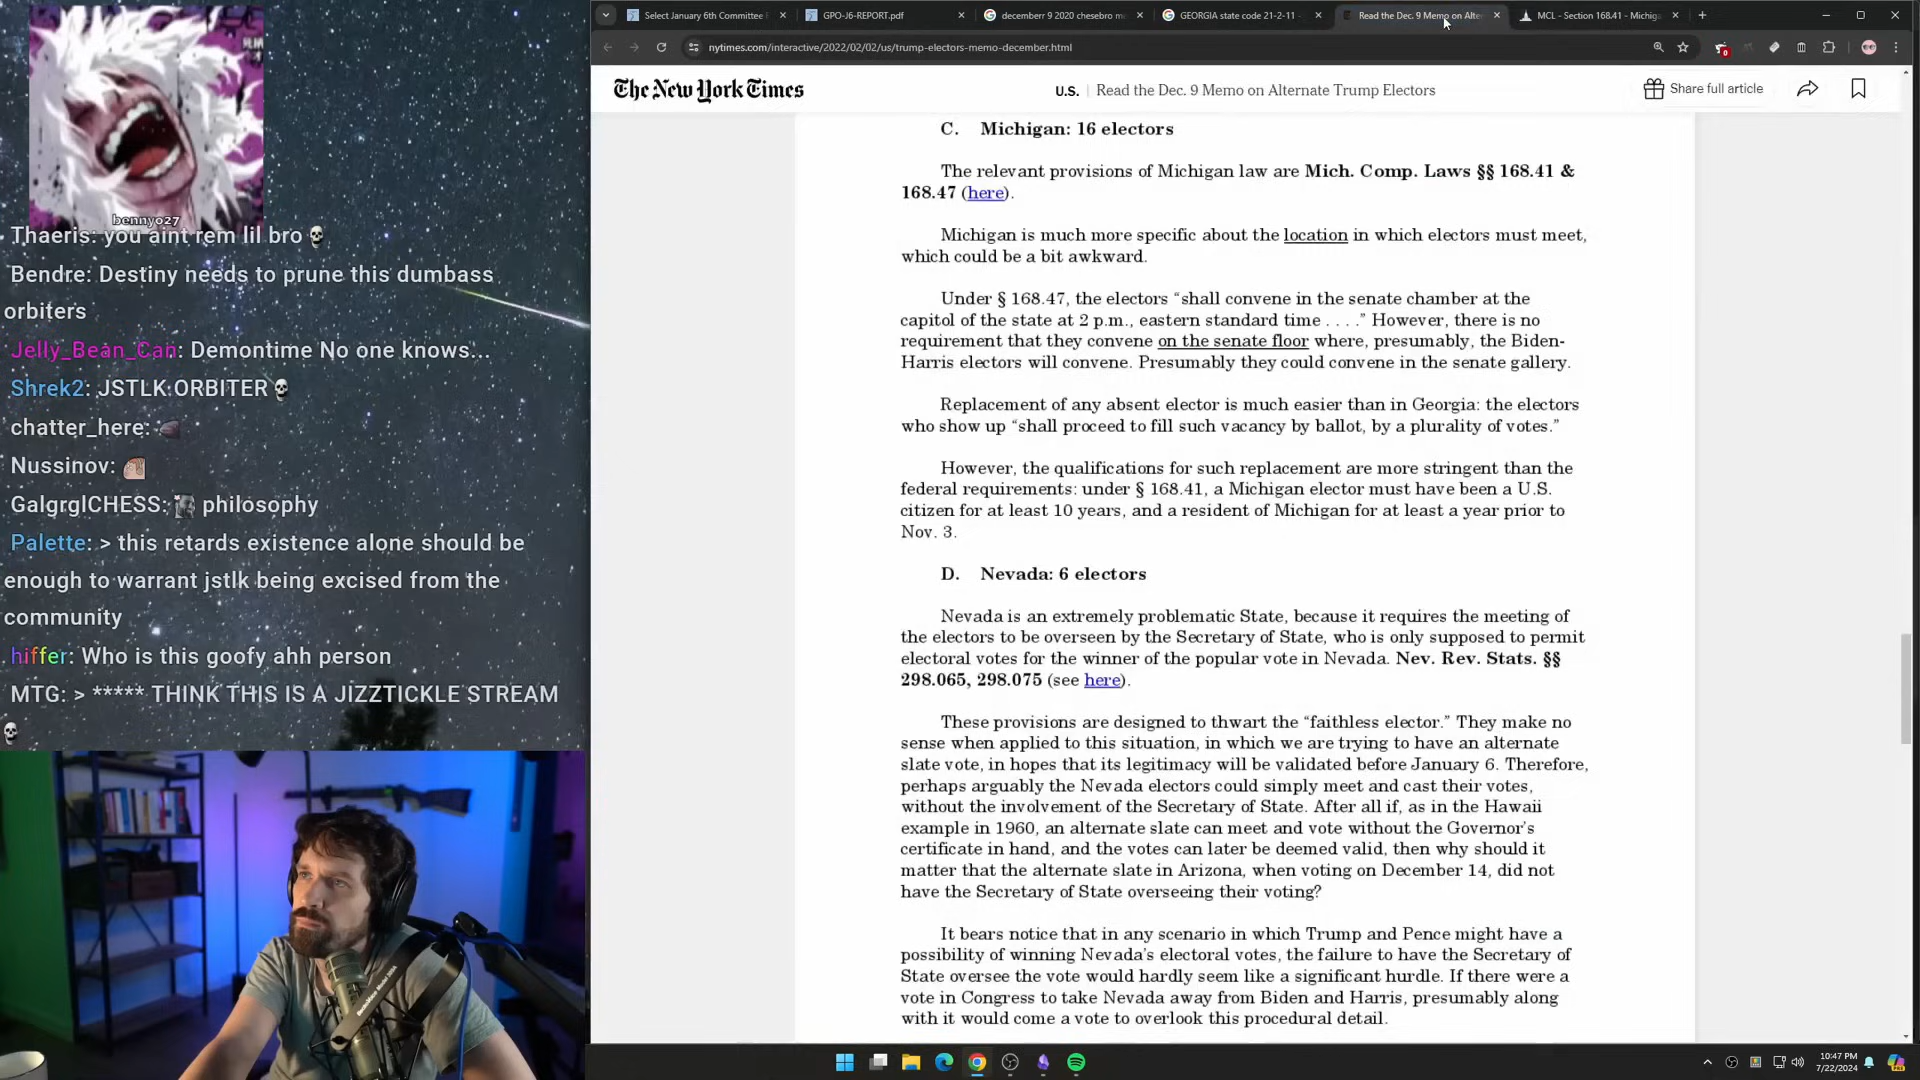 Select January 6th Committee
GPO-J6-REPORT.pdf
decemberr 9 2020 chesebro m
GEORGIA state code 21-2-11 -
Read the Dec. 9 Memo on Alte
MCL - Section 168.41 - Michig
nytimes.com/interactive/2022/02/02/us/trump-electors-memo-december.html
0
The New York Times
U.S. | Read the Dec. 9 Memo on Alternate Trump Electors
Share full article
bennyo27
Thaeris: you aint rem lil bro
Bendre: Destiny needs to prune this dumbass
orbiters
Jelly_Bean_Can: Demontime No one knows...
Shrek2: JSTLK ORBITER
chatter_here:
Nussinov:
GalgrglCHESS: philosophy
Palette: > this retards existence alone should be
enough to warrant jstlk being excised from the
community
hiffer: Who is this goofy ahh person
MTG: > ***** THINK THIS IS A JIZZTICKLE STREAM
C. Michigan: 16 electors
The relevant provisions of Michigan law are Mich. Comp. Laws §§ 168.41 &
168.47 (here).
Michigan is much more specific about the location in which electors must meet,
which could be a bit awkward.
Under § 168.47, the electors “shall convene in the senate chamber at the
capitol of the state at 2 p.m., eastern standard time . . . .” However, there is no
requirement that they convene on the senate floor where, presumably, the Biden-
Harris electors will convene. Presumably they could convene in the senate gallery.
Replacement of any absent elector is much easier than in Georgia: the electors
who show up “shall proceed to fill such vacancy by ballot, by a plurality of votes.”
However, the qualifications for such replacement are more stringent than the
federal requirements: under § 168.41, a Michigan elector must have been a U.S.
citizen for at least 10 years, and a resident of Michigan for at least a year prior to
Nov. 3.
D. Nevada: 6 electors
Nevada is an extremely problematic State, because it requires the meeting of
the electors to be overseen by the Secretary of State, who is only supposed to permit
electoral votes for the winner of the popular vote in Nevada. Nev. Rev. Stats. §§
298.065, 298.075 (see here).
These provisions are designed to thwart the “faithless elector.” They make no
sense when applied to this situation, in which we are trying to have an alternate
slate vote, in hopes that its legitimacy will be validated before January 6. Therefore,
perhaps arguably the Nevada electors could simply meet and cast their votes,
without the involvement of the Secretary of State. After all if, as in the Hawaii
example in 1960, an alternate slate can meet and vote without the Governor’s
certificate in hand, and the votes can later be deemed valid, then why should it
matter that the alternate slate in Arizona, when voting on December 14, did not
have the Secretary of State overseeing their voting?
It bears notice that in any scenario in which Trump and Pence might have a
possibility of winning Nevada’s electoral votes, the failure to have the Secretary of
State oversee the vote would hardly seem like a significant hurdle. If there were a
vote in Congress to take Nevada away from Biden and Harris, presumably along
with it would come a vote to overlook this procedural detail.
10:47 PM
7/22/2024